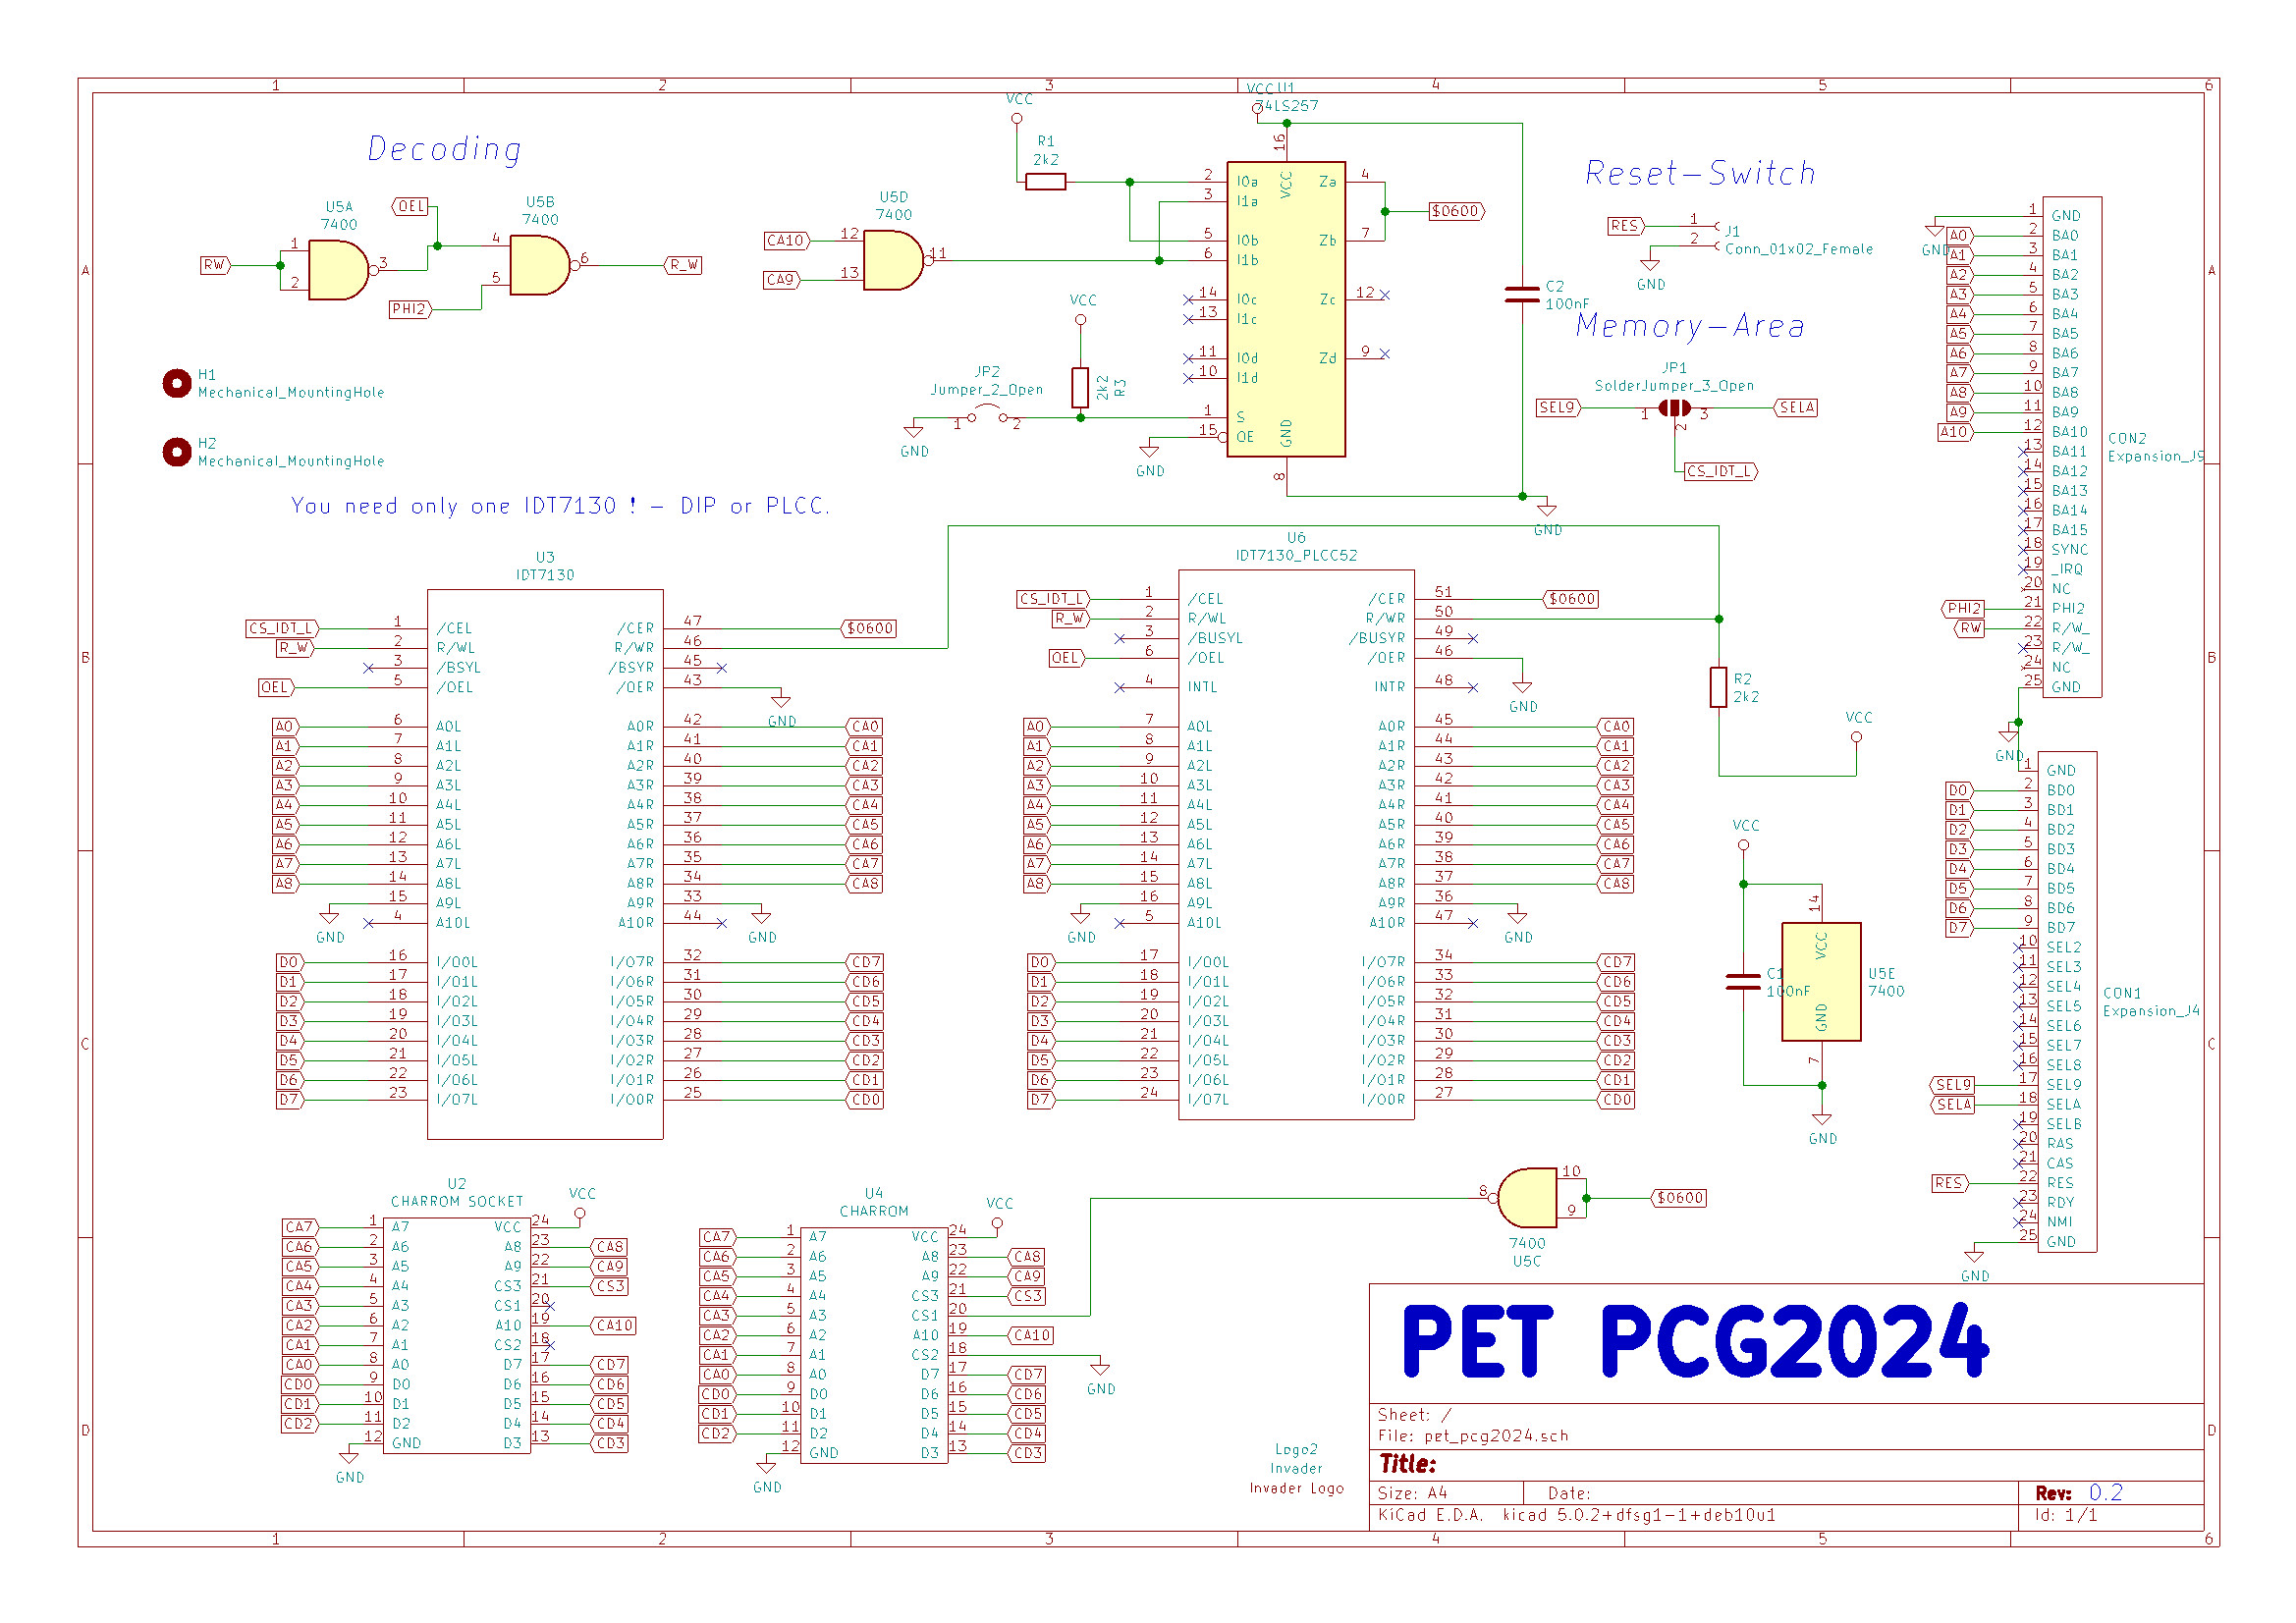 1 2 3 4 5 6
A B C D
Decoding
U5A
7400
RW
1
2
3
OEL
U5B
7400
4
5
6
PHI2
R_W
U5D
7400
CA10
12
CA9
13
11
VCC
R1
2k2
VCC
U1
74LS257
16
VCC
2 I0a
3 I1a
5 I0b
6 I1b
14 I0c
13 I1c
11 I0d
10 I1d
1 S
15 OE
Za 4
Zb 7
Zc 12
Zd 9
GND
8
$0600
VCC
2k2
R3
JP2
Jumper_2_Open
1 2
GND
GND
C2
100nF
GND
Reset-Switch
RES
1
2
J1
Conn_01x02_Female
GND
Memory-Area
JP1
SolderJumper_3_Open
SEL9
1
2
3
SELA
CS_IDT_L
H1
Mechanical_MountingHole
H2
Mechanical_MountingHole
You need only one IDT7130 ! - DIP or PLCC.
U3
IDT7130
CS_IDT_L 1 /CEL /CER 47 $0600
R_W 2 R/WL R/WR 46
3 /BSYL /BSYR 45
OEL 5 /OEL /OER 43
GND
A0 6 A0L A0R 42 CA0
A1 7 A1L A1R 41 CA1
A2 8 A2L A2R 40 CA2
A3 9 A3L A3R 39 CA3
A4 10 A4L A4R 38 CA4
A5 11 A5L A5R 37 CA5
A6 12 A6L A6R 36 CA6
A7 13 A7L A7R 35 CA7
A8 14 A8L A8R 34 CA8
15 A9L A9R 33
4 A10L A10R 44
GND GND
D0 16 I/O0L I/O7R 32 CD7
D1 17 I/O1L I/O6R 31 CD6
D2 18 I/O2L I/O5R 30 CD5
D3 19 I/O3L I/O4R 29 CD4
D4 20 I/O4L I/O3R 28 CD3
D5 21 I/O5L I/O2R 27 CD2
D6 22 I/O6L I/O1R 26 CD1
D7 23 I/O7L I/O0R 25 CD0
U6
IDT7130_PLCC52
CS_IDT_L 1 /CEL /CER 51 $0600
R_W 2 R/WL R/WR 50
3 /BUSYL /BUSYR 49
OEL 6 /OEL /OER 46
4 INTL INTR 48
GND
A0 7 A0L A0R 45 CA0
A1 8 A1L A1R 44 CA1
A2 9 A2L A2R 43 CA2
A3 10 A3L A3R 42 CA3
A4 11 A4L A4R 41 CA4
A5 12 A5L A5R 40 CA5
A6 13 A6L A6R 39 CA6
A7 14 A7L A7R 38 CA7
A8 15 A8L A8R 37 CA8
16 A9L A9R 36
5 A10L A10R 47
GND GND
D0 17 I/O0L I/O7R 34 CD7
D1 18 I/O1L I/O6R 33 CD6
D2 19 I/O2L I/O5R 32 CD5
D3 20 I/O3L I/O4R 31 CD4
D4 21 I/O4L I/O3R 30 CD3
D5 22 I/O5L I/O2R 29 CD2
D6 23 I/O6L I/O1R 28 CD1
D7 24 I/O7L I/O0R 27 CD0
R2
2k2
VCC
VCC
C1
100nF
14
VCC
GND
7
U5E
7400
GND
CON2
Expansion_J9
1 GND
GND
A0 2 BA0
A1 3 BA1
A2 4 BA2
A3 5 BA3
A4 6 BA4
A5 7 BA5
A6 8 BA6
A7 9 BA7
A8 10 BA8
A9 11 BA9
A10 12 BA10
13 BA11
14 BA12
15 BA13
16 BA14
17 BA15
18 SYNC
19 _IRQ
20 NC
PHI2 21 PHI2
RW 22 R/W_
23 R/W_
24 NC
25 GND
GND
CON1
Expansion_J4
1 GND
D0 2 BD0
D1 3 BD1
D2 4 BD2
D3 5 BD3
D4 6 BD4
D5 7 BD5
D6 8 BD6
D7 9 BD7
10 SEL2
11 SEL3
12 SEL4
13 SEL5
14 SEL6
15 SEL7
16 SEL8
SEL9 17 SEL9
SELA 18 SELA
19 SELB
20 RAS
21 CAS
RES 22 RES
23 RDY
24 NMI
25 GND
GND
U2
CHARROM SOCKET
VCC
CA7 1 A7 VCC 24
CA6 2 A6 A8 23 CA8
CA5 3 A5 A9 22 CA9
CA4 4 A4 CS3 21 CS3
CA3 5 A3 CS1 20
CA2 6 A2 A10 19 CA10
CA1 7 A1 CS2 18
CA0 8 A0 D7 17 CD7
CD0 9 D0 D6 16 CD6
CD1 10 D1 D5 15 CD5
CD2 11 D2 D4 14 CD4
12 GND D3 13 CD3
GND
U4
CHARROM
VCC
CA7 1 A7 VCC 24
CA6 2 A6 A8 23 CA8
CA5 3 A5 A9 22 CA9
CA4 4 A4 CS3 21 CS3
CA3 5 A3 CS1 20
CA2 6 A2 A10 19 CA10
CA1 7 A1 CS2 18
CA0 8 A0 D7 17 CD7
CD0 9 D0 D6 16 CD6
CD1 10 D1 D5 15 CD5
CD2 11 D2 D4 14 CD4
12 GND D3 13 CD3
GND
GND
8
10
9
$0600
7400
U5C
Logo2
Invader
Invader Logo
PET PCG2024
Sheet: /
File: pet_pcg2024.sch
Title:
Size: A4 Date: Rev: 0.2
KiCad E.D.A. kicad 5.0.2+dfsg1-1+deb10u1 Id: 1/1
A B C D
1 2 3 4 5 6